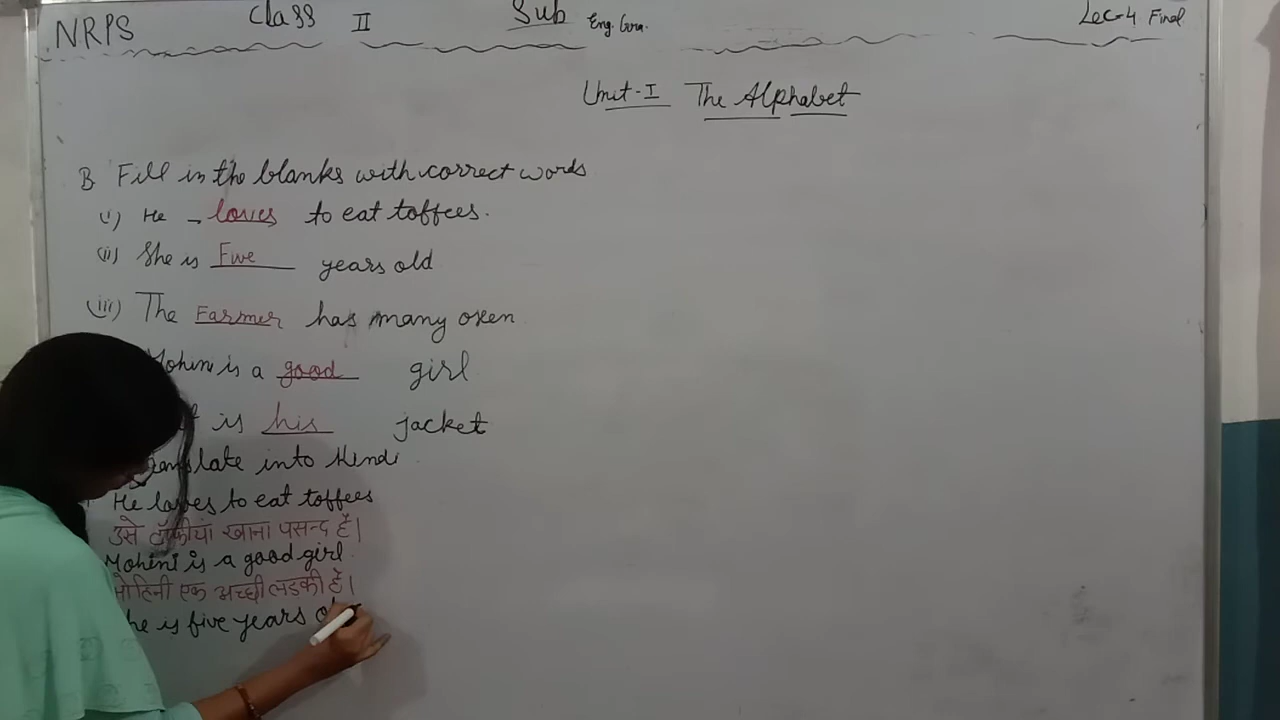 NRPS Class II Sub Eng. Gra. Lec-4 Final
Unit-I The Alphabet
B Fill in the blanks with correct words
(i) He loves to eat toffees.
(ii) She is Five years old
(iii) The Farmer has many oxen
Mohini is a good girl
is his jacket
into Hindi
He loves to eat toffees
उसे टॉफीयां खाना पसन्द है।
Mohini is a good girl.
मोहिनी एक अच्छी लड़की है।
is five years